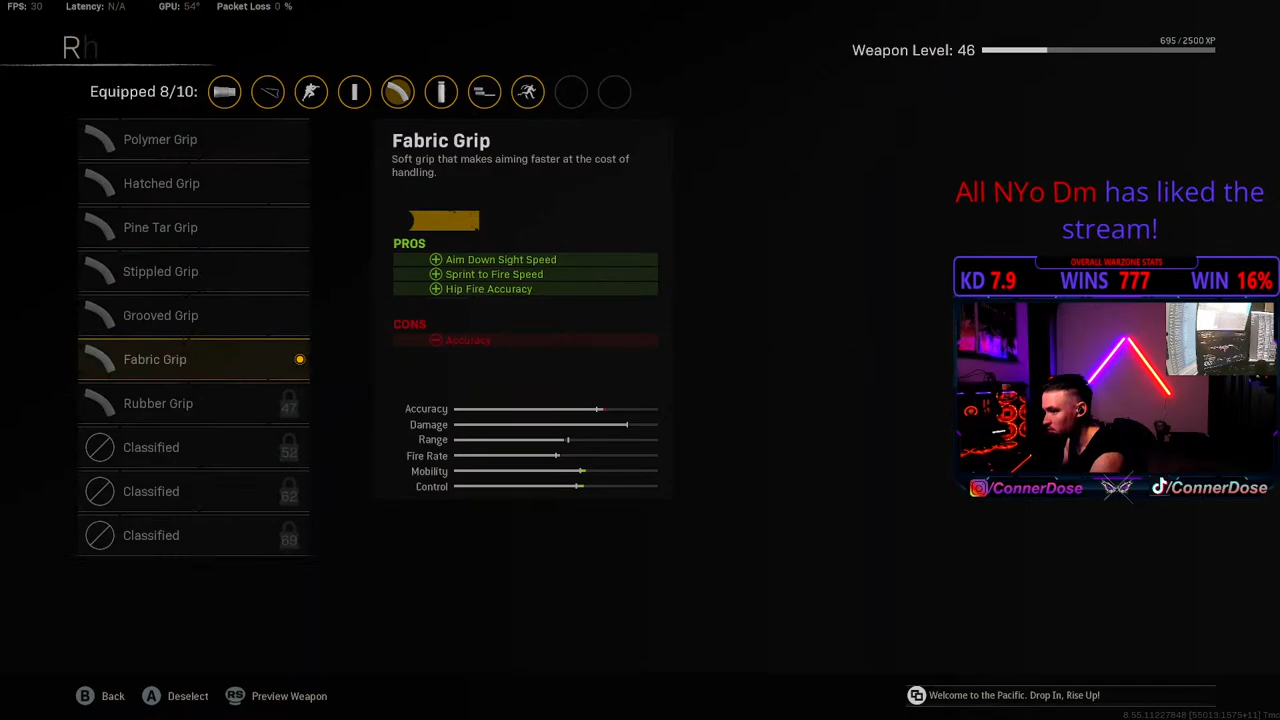 FPS: 30 Latency: N/A GPU: 54° Packet Loss 0 %
Rh
Weapon Level: 46
695 / 2500 XP
Equipped 8/10:
Polymer Grip
Hatched Grip
Pine Tar Grip
Stippled Grip
Grooved Grip
Fabric Grip
Rubber Grip 47
Classified 52
Classified 62
Classified 69
Fabric Grip
Soft grip that makes aiming faster at the cost of
handling.
PROS
Aim Down Sight Speed
Sprint to Fire Speed
Hip Fire Accuracy
CONS
Accuracy
Accuracy
Damage
Range
Fire Rate
Mobility
Control
All NYo Dm has liked the
stream!
OVERALL WARZONE STATS
KD 7.9 WINS 777 WIN 16%
/ConnerDose /ConnerDose
B Back A Deselect RS Preview Weapon
Welcome to the Pacific. Drop In, Rise Up!